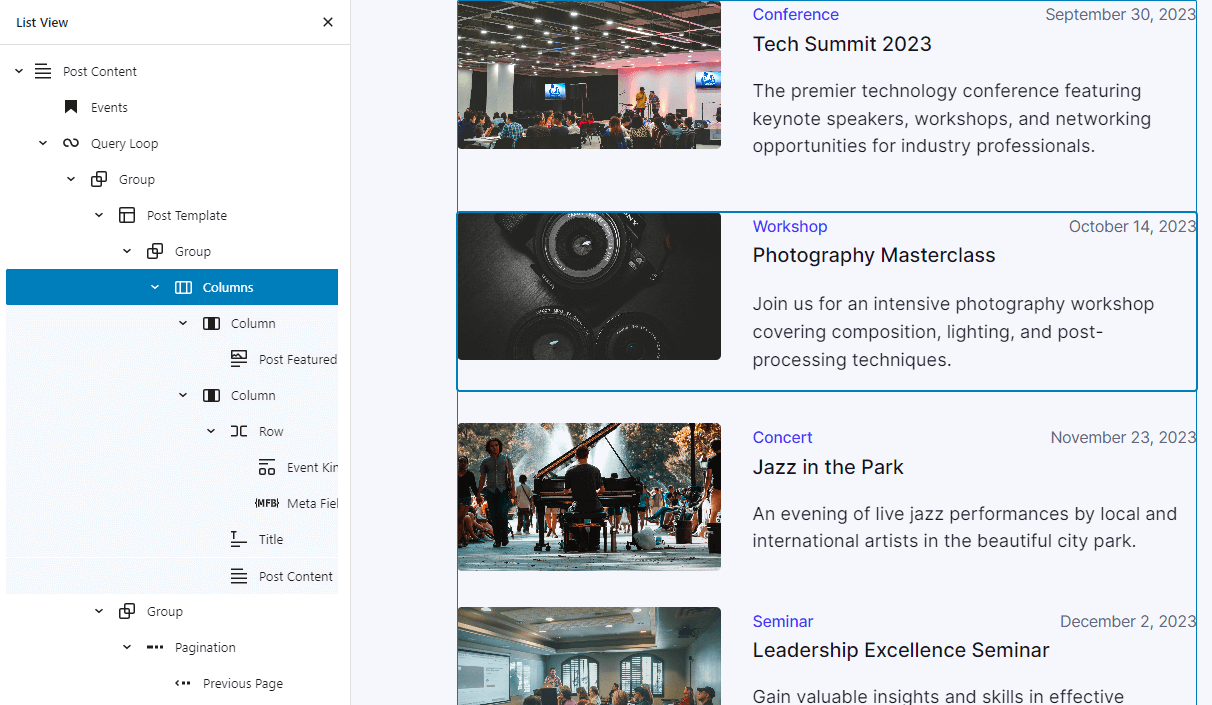 List View
Post Content
Events
Query Loop
Group
Post Template
Group
Columns
Column
Post Featured
Column
Row
Event Kin
{MFB} Meta Fiel
Title
Post Content
Group
Pagination
Previous Page
Conference September 30, 2023
Tech Summit 2023
The premier technology conference featuring
keynote speakers, workshops, and networking
opportunities for industry professionals.
Workshop October 14, 2023
Photography Masterclass
Join us for an intensive photography workshop
covering composition, lighting, and post-
processing techniques.
Concert November 23, 2023
Jazz in the Park
An evening of live jazz performances by local and
international artists in the beautiful city park.
Seminar December 2, 2023
Leadership Excellence Seminar
Gain valuable insights and skills in effective